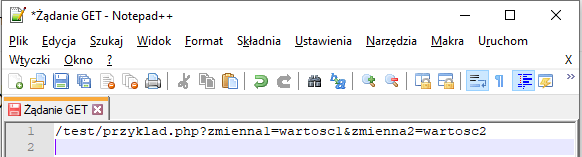 *Żądanie GET - Notepad++
Plik Edycja Szukaj Widok Format Składnia Ustawienia Narzędzia Makra Uruchom
Wtyczki Okno ? X
Żądanie GET
1 /test/przyklad.php?zmienna1=wartosc1&zmienna2=wartosc2
2